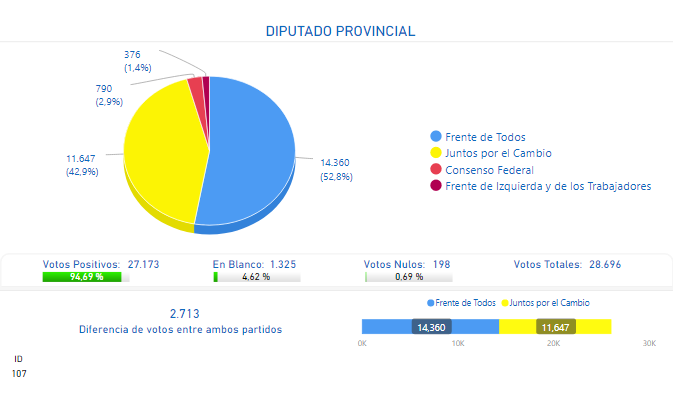 DIPUTADO PROVINCIAL
376
(1,4%)
790
(2,9%)
11.647
(42,9%)
14.360
(52,8%)
Frente de Todos
Juntos por el Cambio
Consenso Federal
Frente de Izquierda y de los Trabajadores
Votos Positivos: 27.173
94,69 %
En Blanco: 1.325
4,62 %
Votos Nulos: 198
0,69 %
Votos Totales: 28.696
2.713
Diferencia de votos entre ambos partidos
Frente de Todos Juntos por el Cambio
14,360 11,647
0K 10K 20K 30K
ID
107